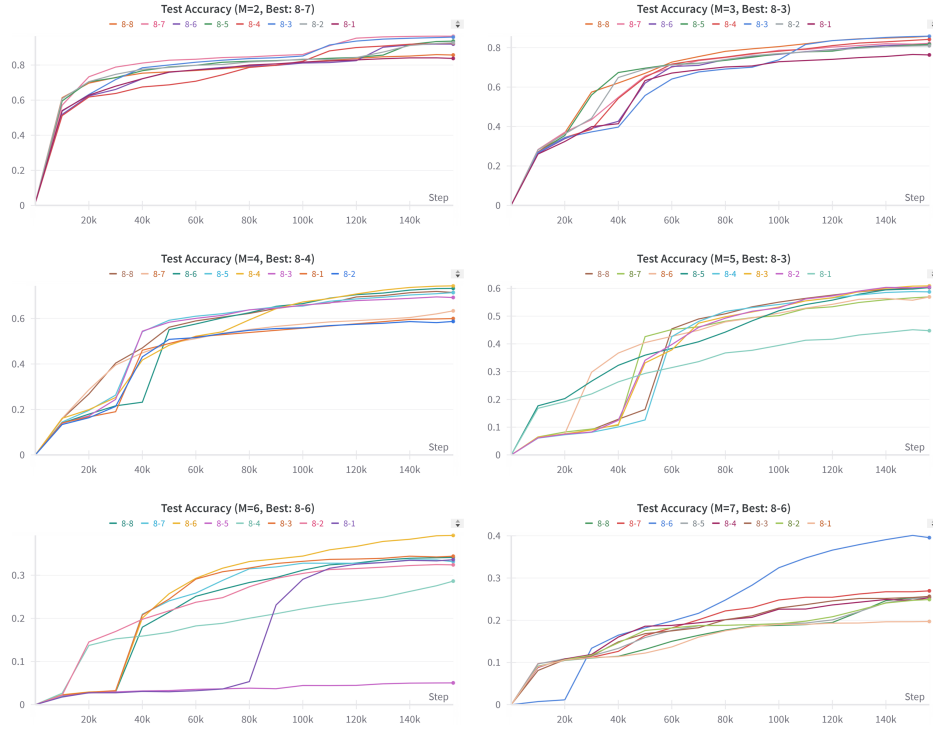 Test Accuracy (M=2, Best: 8-7)
8-8 8-7 8-6 8-5 8-4 8-3 8-2 8-1
0.8
0.6
0.4
0.2
0
Step
20k 40k 60k 80k 100k 120k 140k
Test Accuracy (M=3, Best: 8-3)
8-8 8-7 8-6 8-5 8-4 8-3 8-2 8-1
0.8
0.6
0.4
0.2
0
Step
20k 40k 60k 80k 100k 120k 140k
Test Accuracy (M=4, Best: 8-4)
8-8 8-7 8-6 8-5 8-4 8-3 8-1 8-2
0.6
0.4
0.2
0
Step
20k 40k 60k 80k 100k 120k 140k
Test Accuracy (M=5, Best: 8-3)
8-8 8-7 8-6 8-5 8-4 8-3 8-2 8-1
0.6
0.5
0.4
0.3
0.2
0.1
0
Step
20k 40k 60k 80k 100k 120k 140k
Test Accuracy (M=6, Best: 8-6)
8-8 8-7 8-6 8-5 8-4 8-3 8-2 8-1
0.3
0.2
0.1
0
Step
20k 40k 60k 80k 100k 120k 140k
Test Accuracy (M=7, Best: 8-6)
8-8 8-7 8-6 8-5 8-4 8-3 8-2 8-1
0.4
0.3
0.2
0.1
0
Step
20k 40k 60k 80k 100k 120k 140k